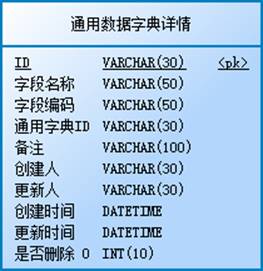 通用数据字典详情
ID VARCHAR(30) <pk>
字段名称 VARCHAR(50)
字段编码 VARCHAR(50)
通用字典ID VARCHAR(30)
备注 VARCHAR(100)
创建人 VARCHAR(30)
更新人 VARCHAR(30)
创建时间 DATETIME
更新时间 DATETIME
是否删除 0 INT(10)